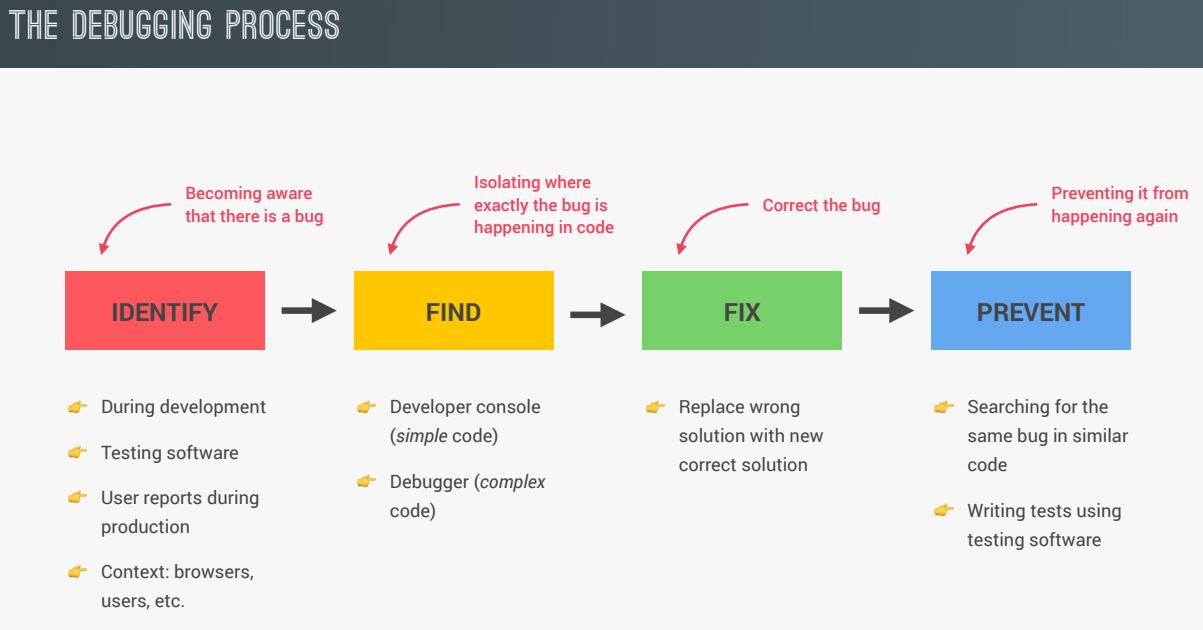 THE DEBUGGING PROCESS
Becoming aware
that there is a bug
Isolating where
exactly the bug is
happening in code
Correct the bug
Preventing it from
happening again
IDENTIFY
FIND
FIX
PREVENT
During development
Testing software
User reports during
production
Context: browsers,
users, etc.
Developer console
(simple code)
Debugger (complex
code)
Replace wrong
solution with new
correct solution
Searching for the
same bug in similar
code
Writing tests using
testing software